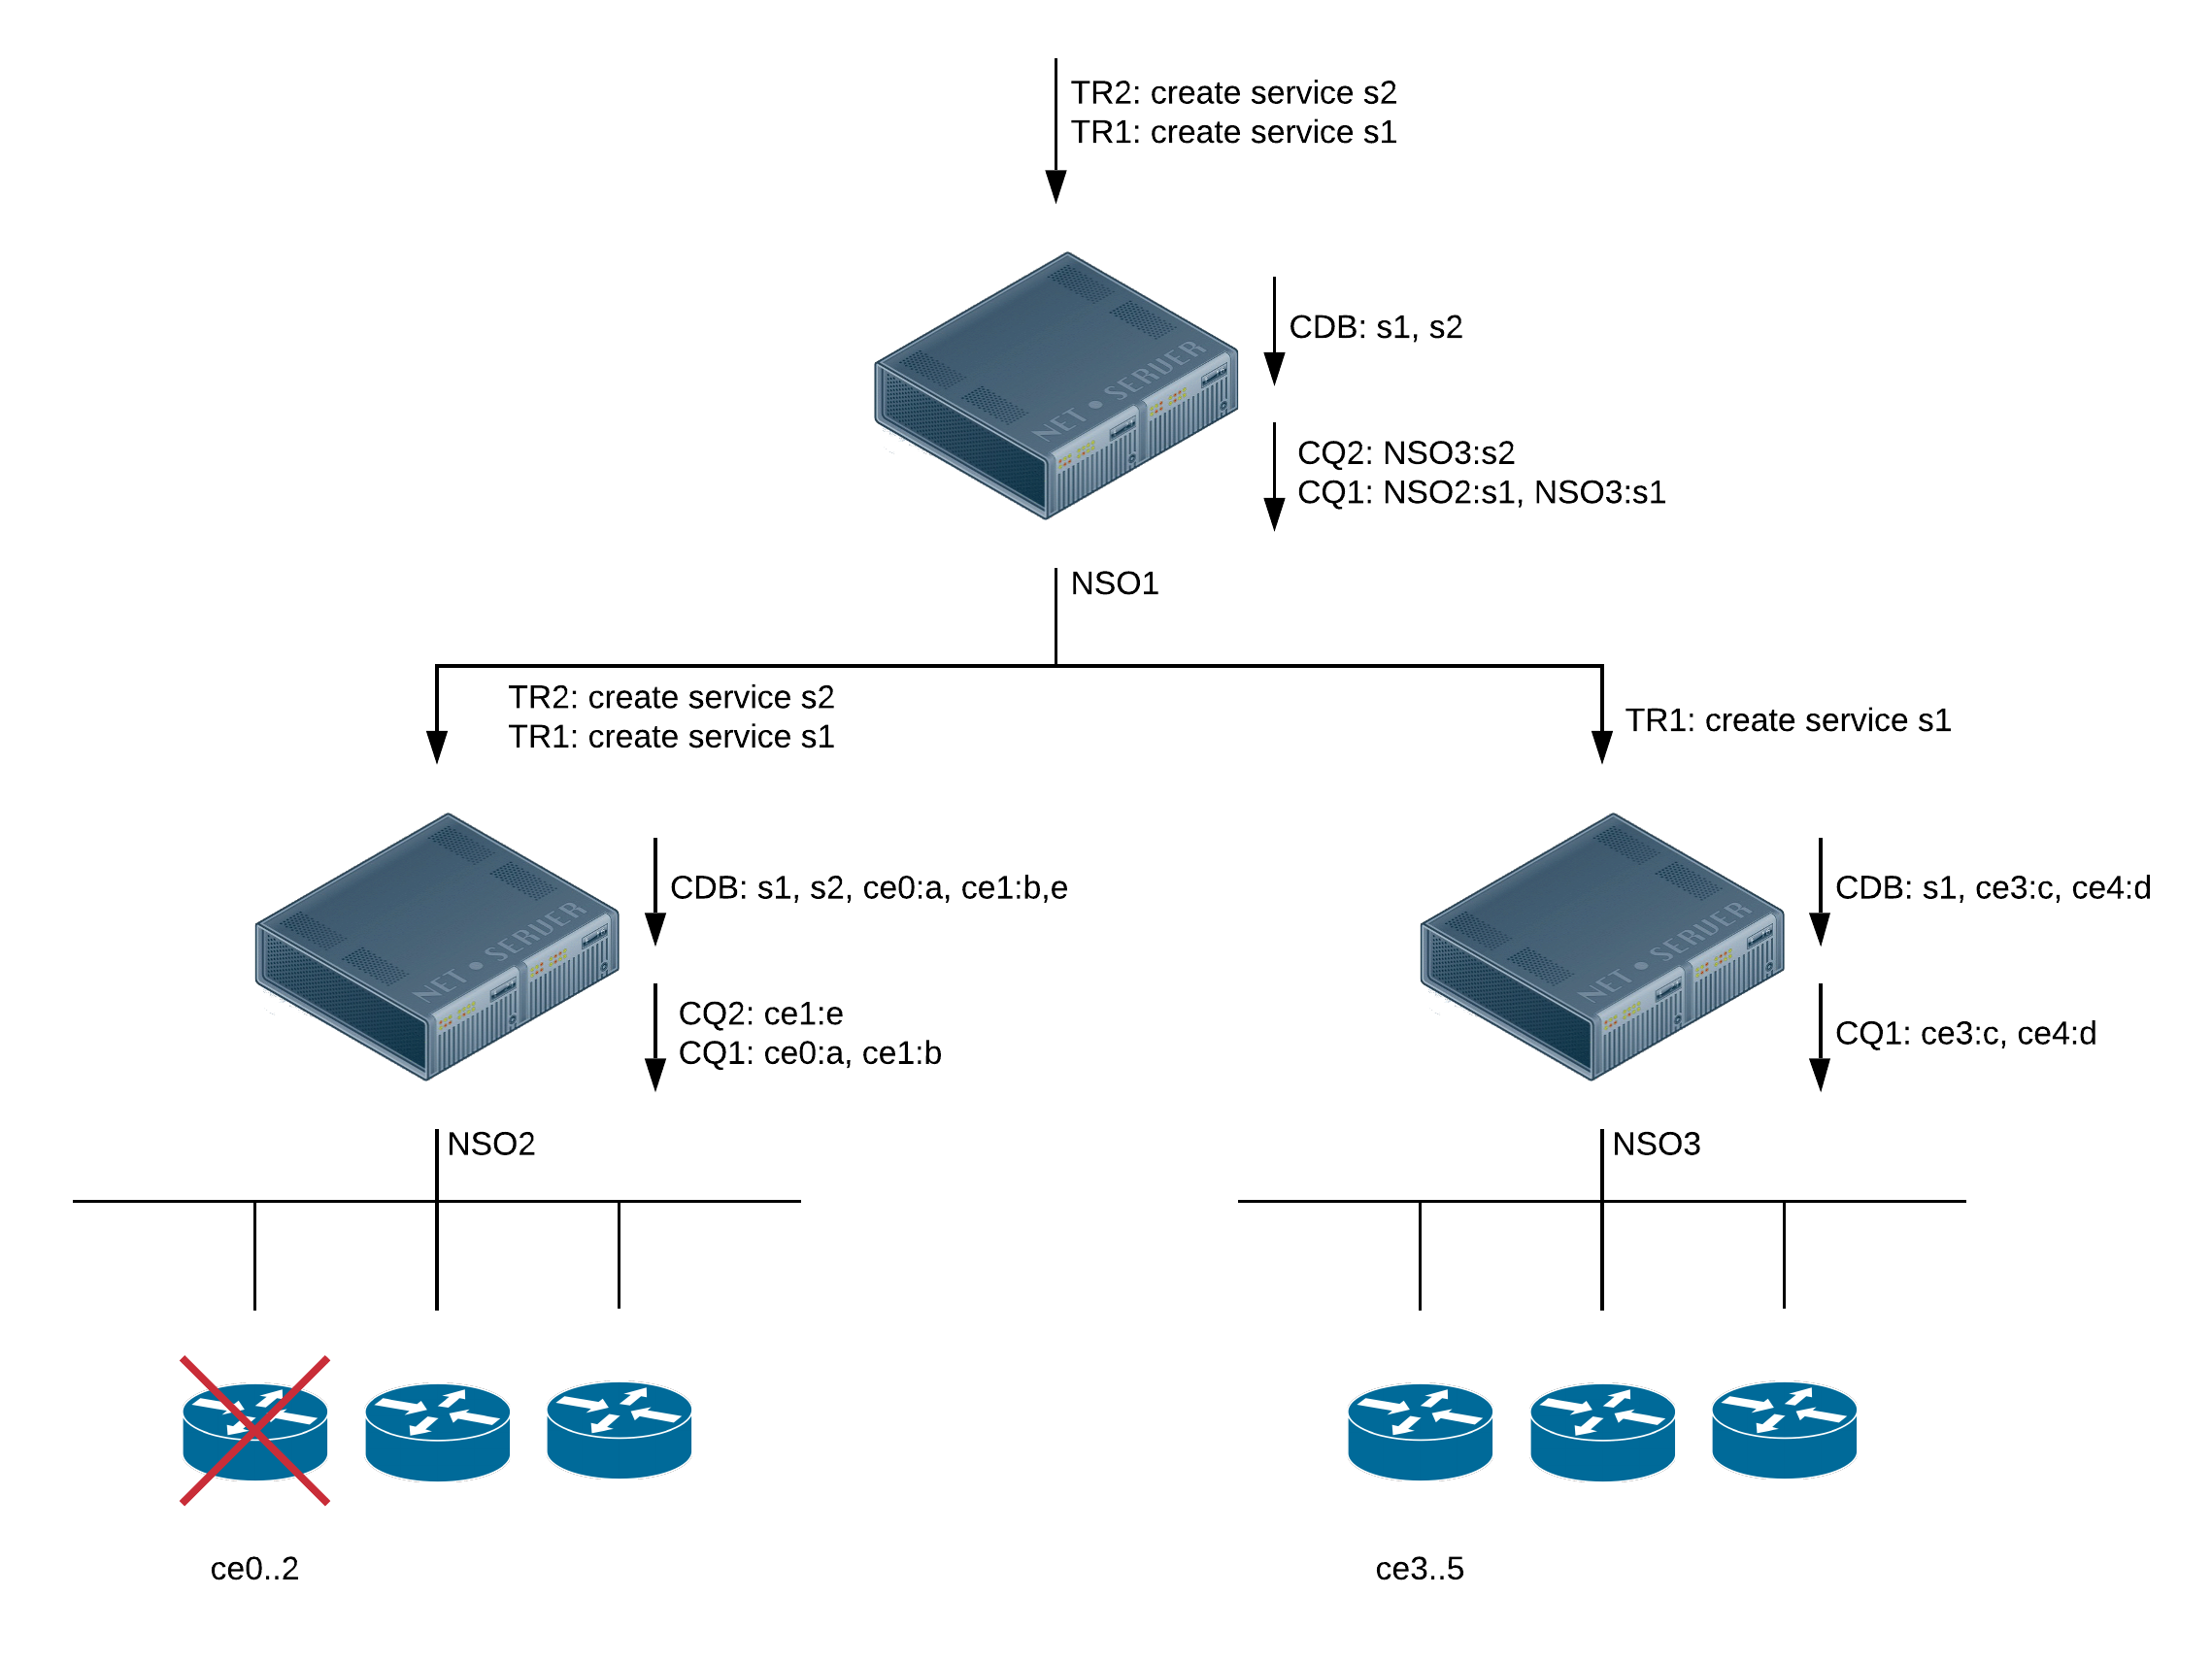 TR2: create service s2
TR1: create service s1
CDB: s1, s2
NET • SERVER
CQ2: NSO3:s2
CQ1: NSO2:s1, NSO3:s1
NSO1
TR2: create service s2
TR1: create service s1
TR1: create service s1
CDB: s1, s2, ce0:a, ce1:b,e
NET • SERVER
CQ2: ce1:e
CQ1: ce0:a, ce1:b
NSO2
CDB: s1, ce3:c, ce4:d
NET • SERVER
CQ1: ce3:c, ce4:d
NSO3
ce0..2
ce3..5